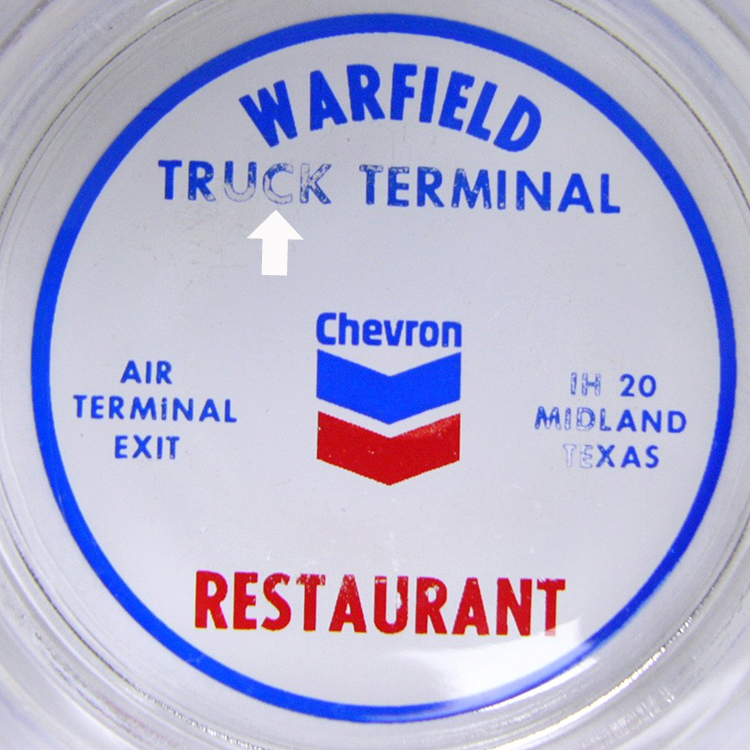 WARFIELD
TRUCK TERMINAL
Chevron
AIR
TERMiNAL
EXIT
IH 20
MIDLAND
TEXAS
RESTAURANT